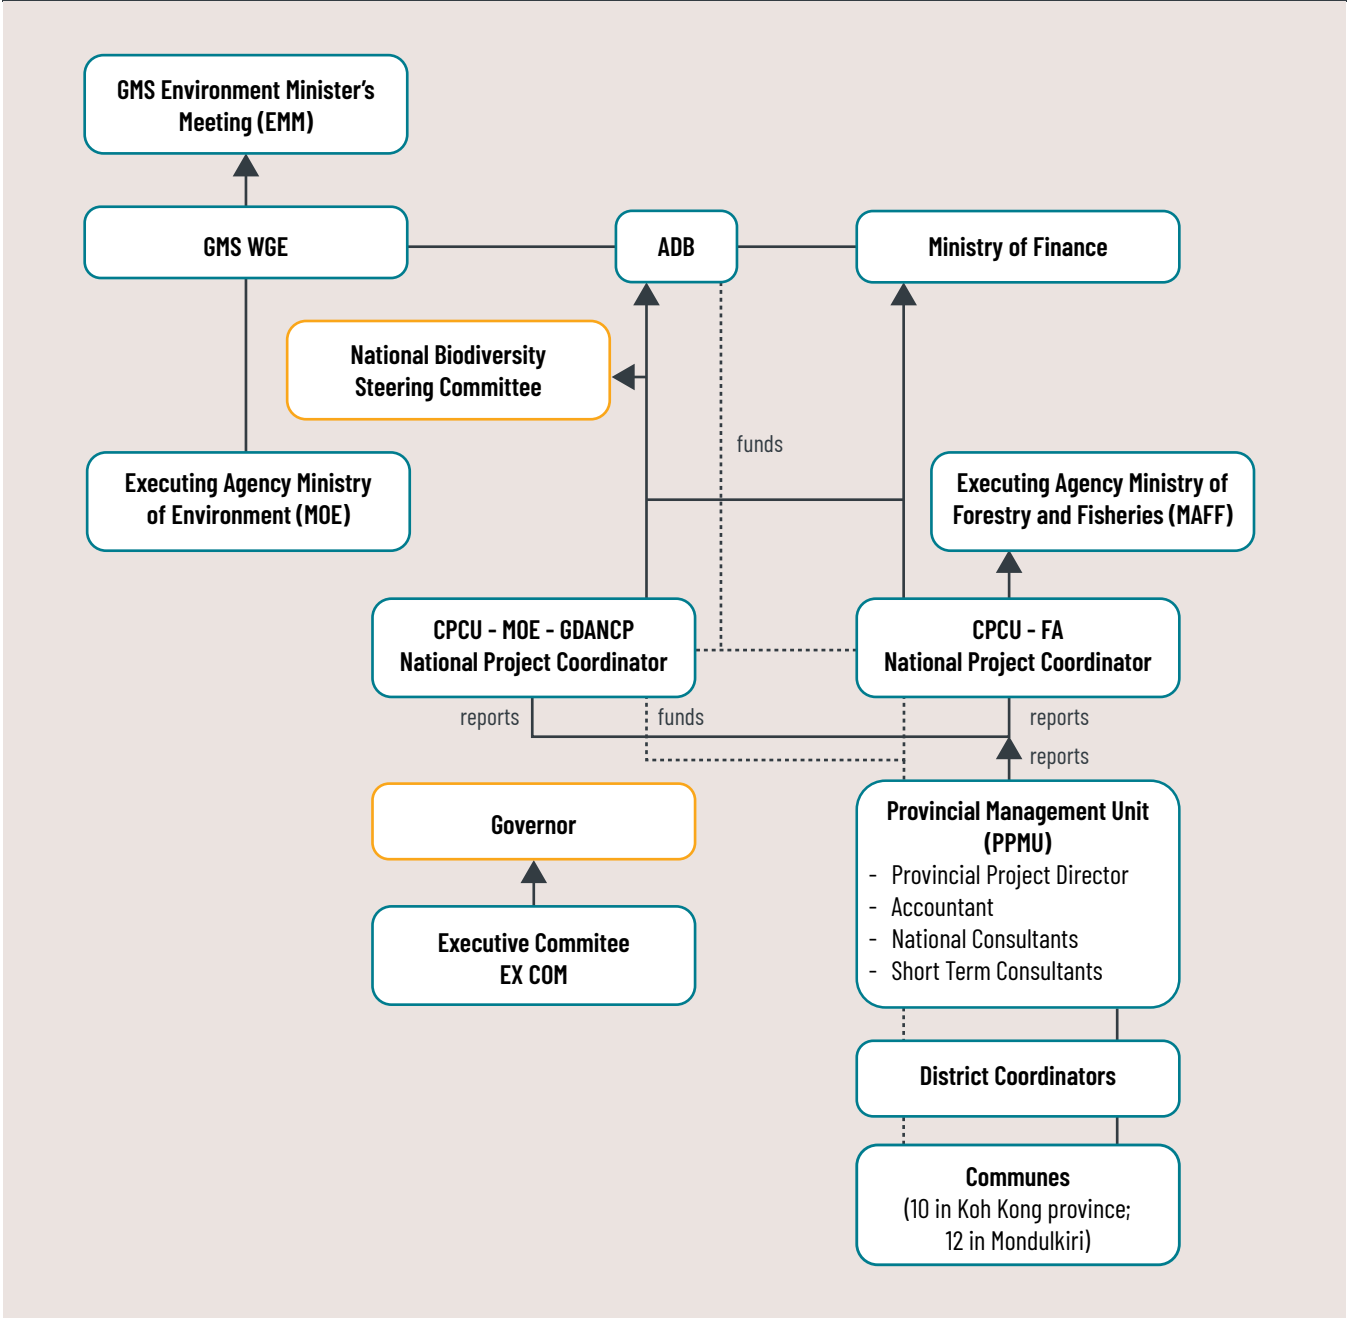 GMS Environment Minister's
Meeting (EMM)
GMS WGE
ADB
Ministry of Finance
National Biodiversity
Steering Committee
funds
Executing Agency Ministry
of Environment (MOE)
Executing Agency Ministry of
Forestry and Fisheries (MAFF)
CPCU - MOE - GDANCP
National Project Coordinator
CPCU - FA
National Project Coordinator
reports
funds
reports
reports
Governor
Executive Commitee
EX COM
Provincial Management Unit
(PPMU)
- Provincial Project Director
- Accountant
- National Consultants
- Short Term Consultants
District Coordinators
Communes
(10 in Koh Kong province;
12 in Mondulkiri)